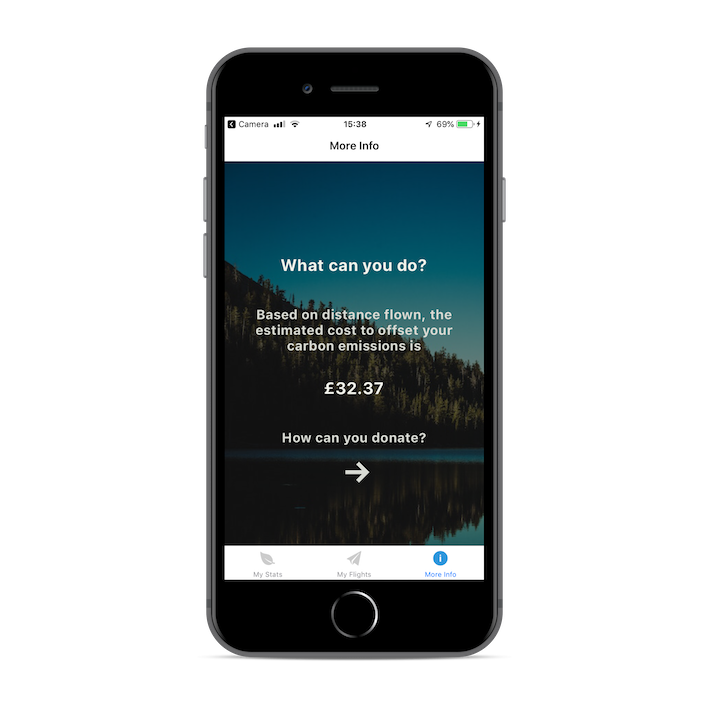 Camera 15:38 69%
More Info
What can you do?
Based on distance flown, the
estimated cost to offset your
carbon emissions is
£32.37
How can you donate?
My Stats My Flights More Info